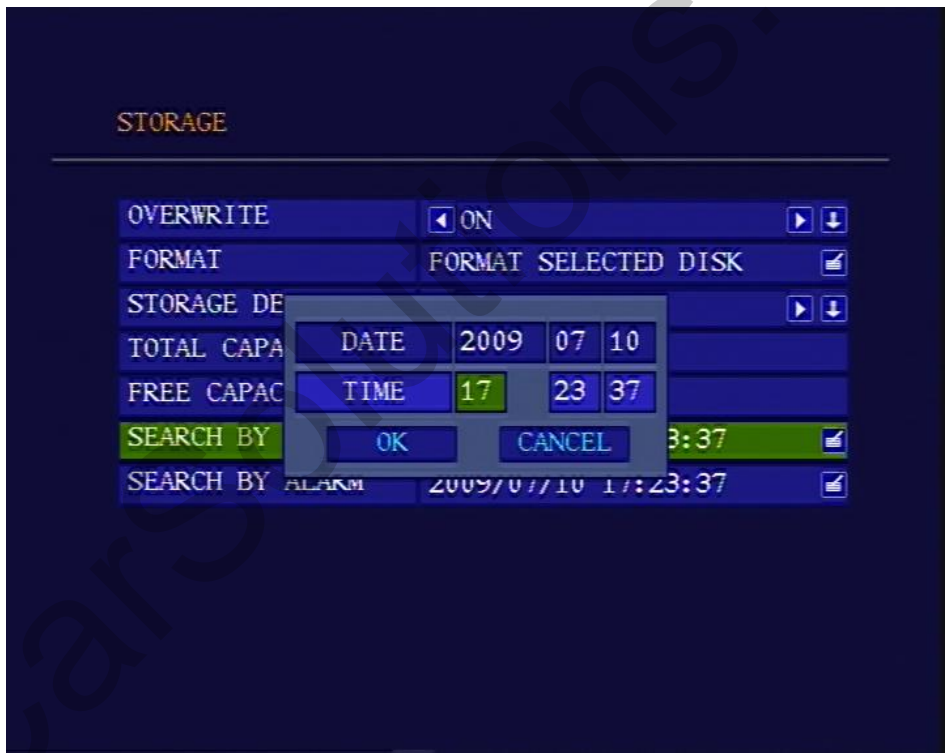 STORAGE
OVERWRITE ON
FORMAT FORMAT SELECTED DISK
STORAGE DE
TOTAL CAPA
DATE 2009 07 10
FREE CAPAC
TIME 17 23 37
SEARCH BY 3:37
OK CANCEL
SEARCH BY ALARM 2009/07/10 17:23:37